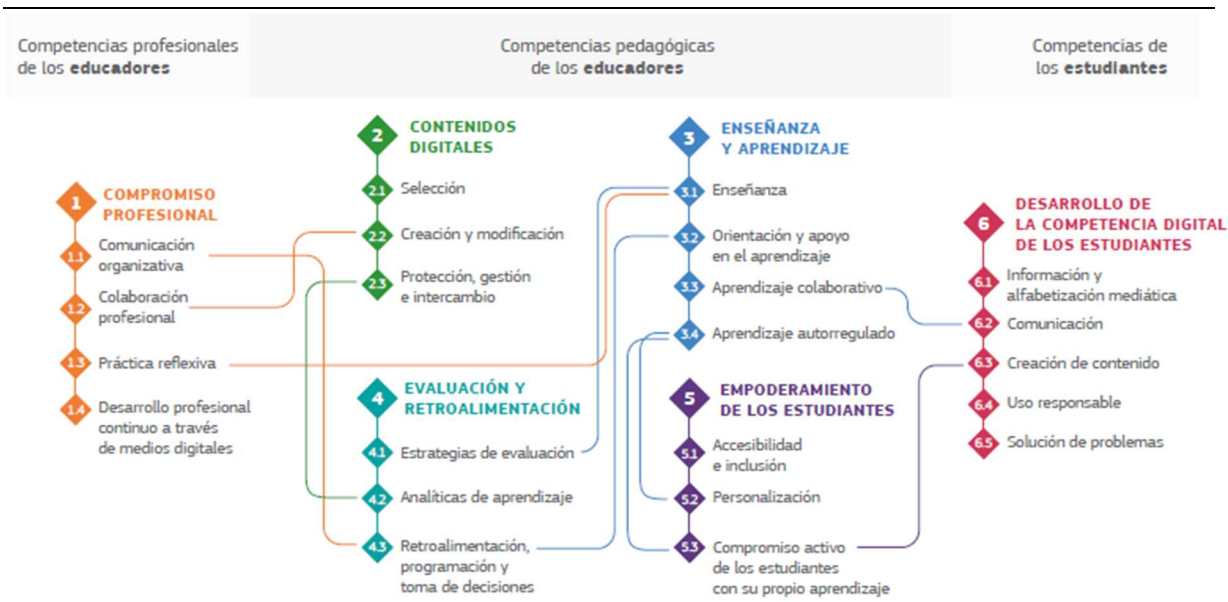 Competencias profesionales
de los educadores
Competencias pedagógicas
de los educadores
Competencias de
los estudiantes
1
COMPROMISO
PROFESIONAL
1.1
Comunicación
organizativa
1.2
Colaboración
profesional
1.3
Práctica reflexiva
1.4
Desarrollo profesional
continuo a través
de medios digitales
2
CONTENIDOS
DIGITALES
2.1
Selección
2.2
Creación y modificación
2.3
Protección, gestión
e intercambio
3
ENSEÑANZA
Y APRENDIZAJE
3.1
Enseñanza
3.2
Orientación y apoyo
en el aprendizaje
3.3
Aprendizaje colaborativo
3.4
Aprendizaje autorregulado
4
EVALUACIÓN Y
RETROALIMENTACIÓN
4.1
Estrategias de evaluación
4.2
Analíticas de aprendizaje
4.3
Retroalimentación,
programación y
toma de decisiones
5
EMPODERAMIENTO
DE LOS ESTUDIANTES
5.1
Accesibilidad
e inclusión
5.2
Personalización
5.3
Compromiso activo
de los estudiantes
con su propio aprendizaje
6
DESARROLLO DE
LA COMPETENCIA DIGITAL
DE LOS ESTUDIANTES
6.1
Información y
alfabetización mediática
6.2
Comunicación
6.3
Creación de contenido
6.4
Uso responsable
6.5
Solución de problemas